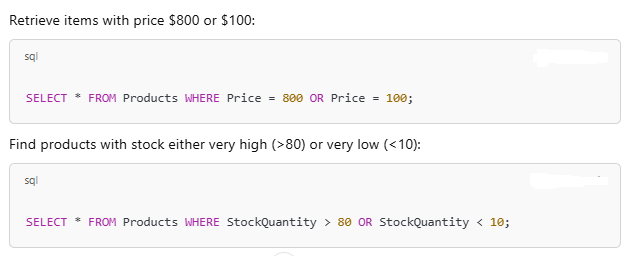 Retrieve items with price $800 or $100:
sql
SELECT * FROM Products WHERE Price = 800 OR Price = 100;
Find products with stock either very high (>80) or very low (<10):
sql
SELECT * FROM Products WHERE StockQuantity > 80 OR StockQuantity < 10;